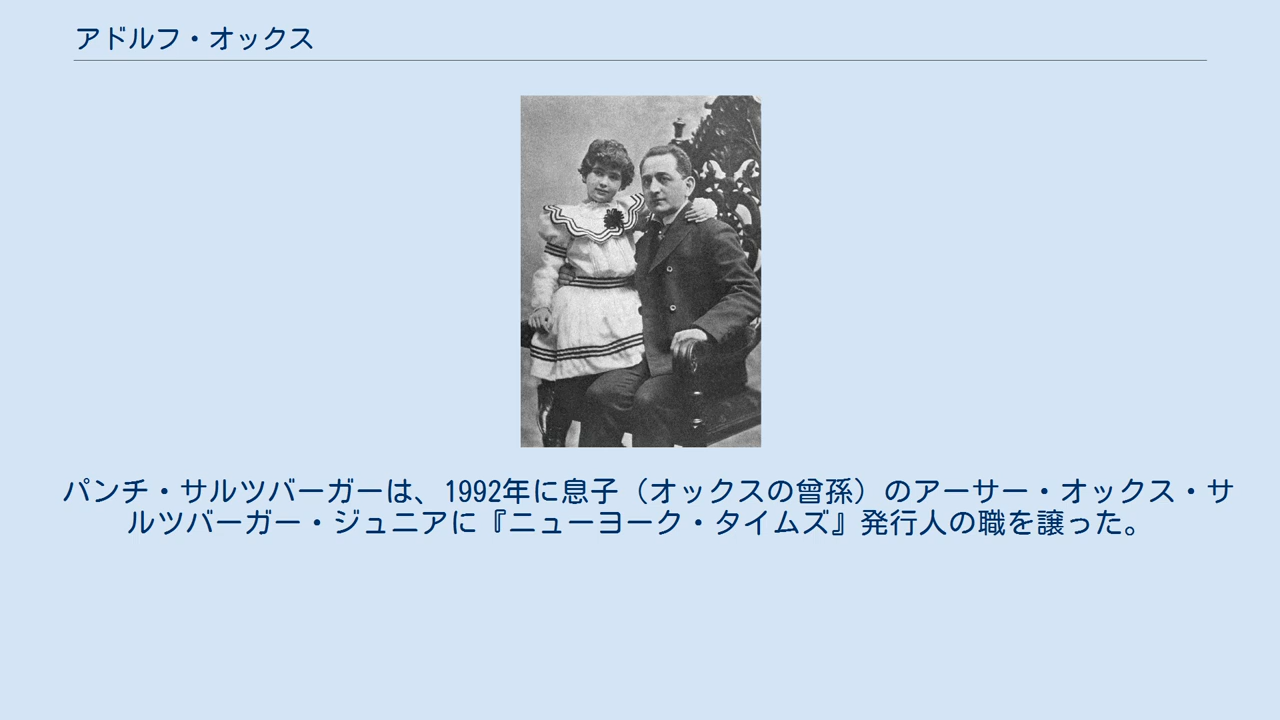 アドルフ・オックス
パンチ・サルツバーガーは、1992年に息子（オックスの曾孫）のアーサー・オックス・サ
ルツバーガー・ジュニアに『ニューヨーク・タイムズ』発行人の職を譲った。